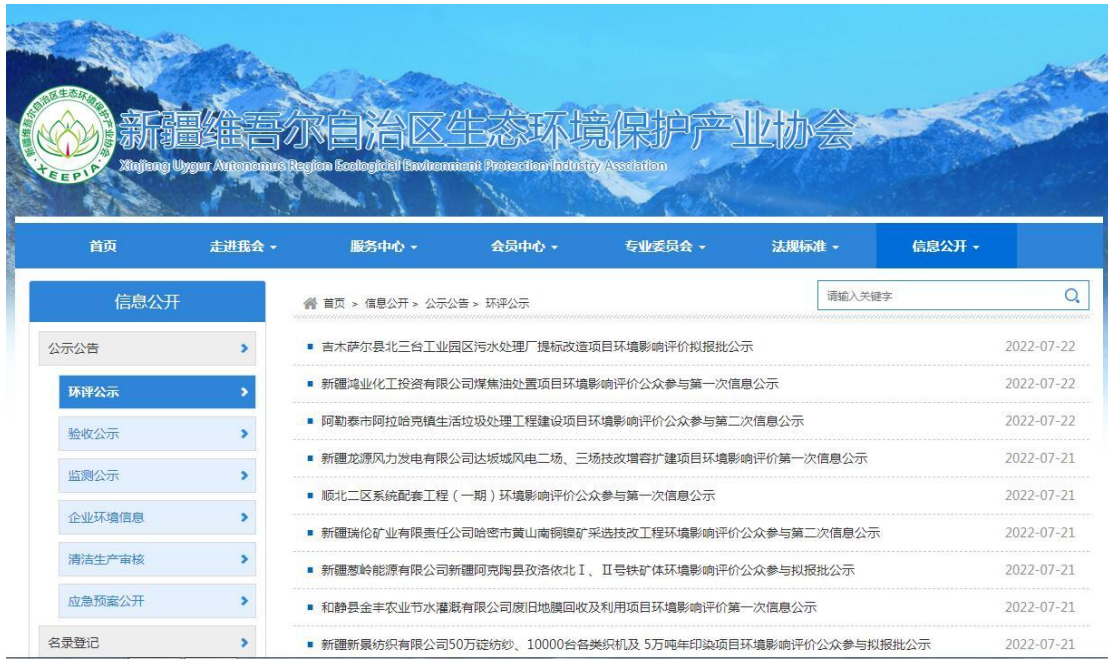 新疆维吾尔自治区生态环境保护产业协会
XEEPIA
新疆维吾尔自治区生态环境保护产业协会
Xinjiang Uygur Autonomus Region Ecologicial Environment Protection Industry Assciation
首页 走进我会 服务中心 会员中心 专业委员会 法规标准 信息公开
信息公开
首页 > 信息公开 > 公示公告 > 环评公示
请输入关键字
公示公告
环评公示
验收公示
监测公示
企业环境信息
清洁生产审核
应急预案公开
名录登记
吉木萨尔县北三台工业园区污水处理厂提标改造项目环境影响评价拟报批公示 2022-07-22
新疆鸿业化工投资有限公司煤焦油处置项目环境影响评价公众参与第一次信息公示 2022-07-22
阿勒泰市阿拉哈克镇生活垃圾处理工程建设项目环境影响评价公众参与第二次信息公示 2022-07-22
新疆龙源风力发电有限公司达坂城风电二场、三场技改增容扩建项目环境影响评价第一次信息公示 2022-07-21
顺北二区系统配套工程（一期）环境影响评价公众参与第一次信息公示 2022-07-21
新疆瑞伦矿业有限责任公司哈密市黄山南铜镍矿采选技改工程环境影响评价公众参与第二次信息公示 2022-07-21
新疆葱岭能源有限公司新疆阿克陶县孜洛依北Ⅰ、Ⅱ号铁矿体环境影响评价公众参与拟报批公示 2022-07-21
和静县金丰农业节水灌溉有限公司废旧地膜回收及利用项目环境影响评价第一次信息公示 2022-07-21
新疆新景纺织有限公司50万锭纺纱、10000台各类织机及 5万吨年印染项目环境影响评价公众参与拟报批公示 2022-07-21